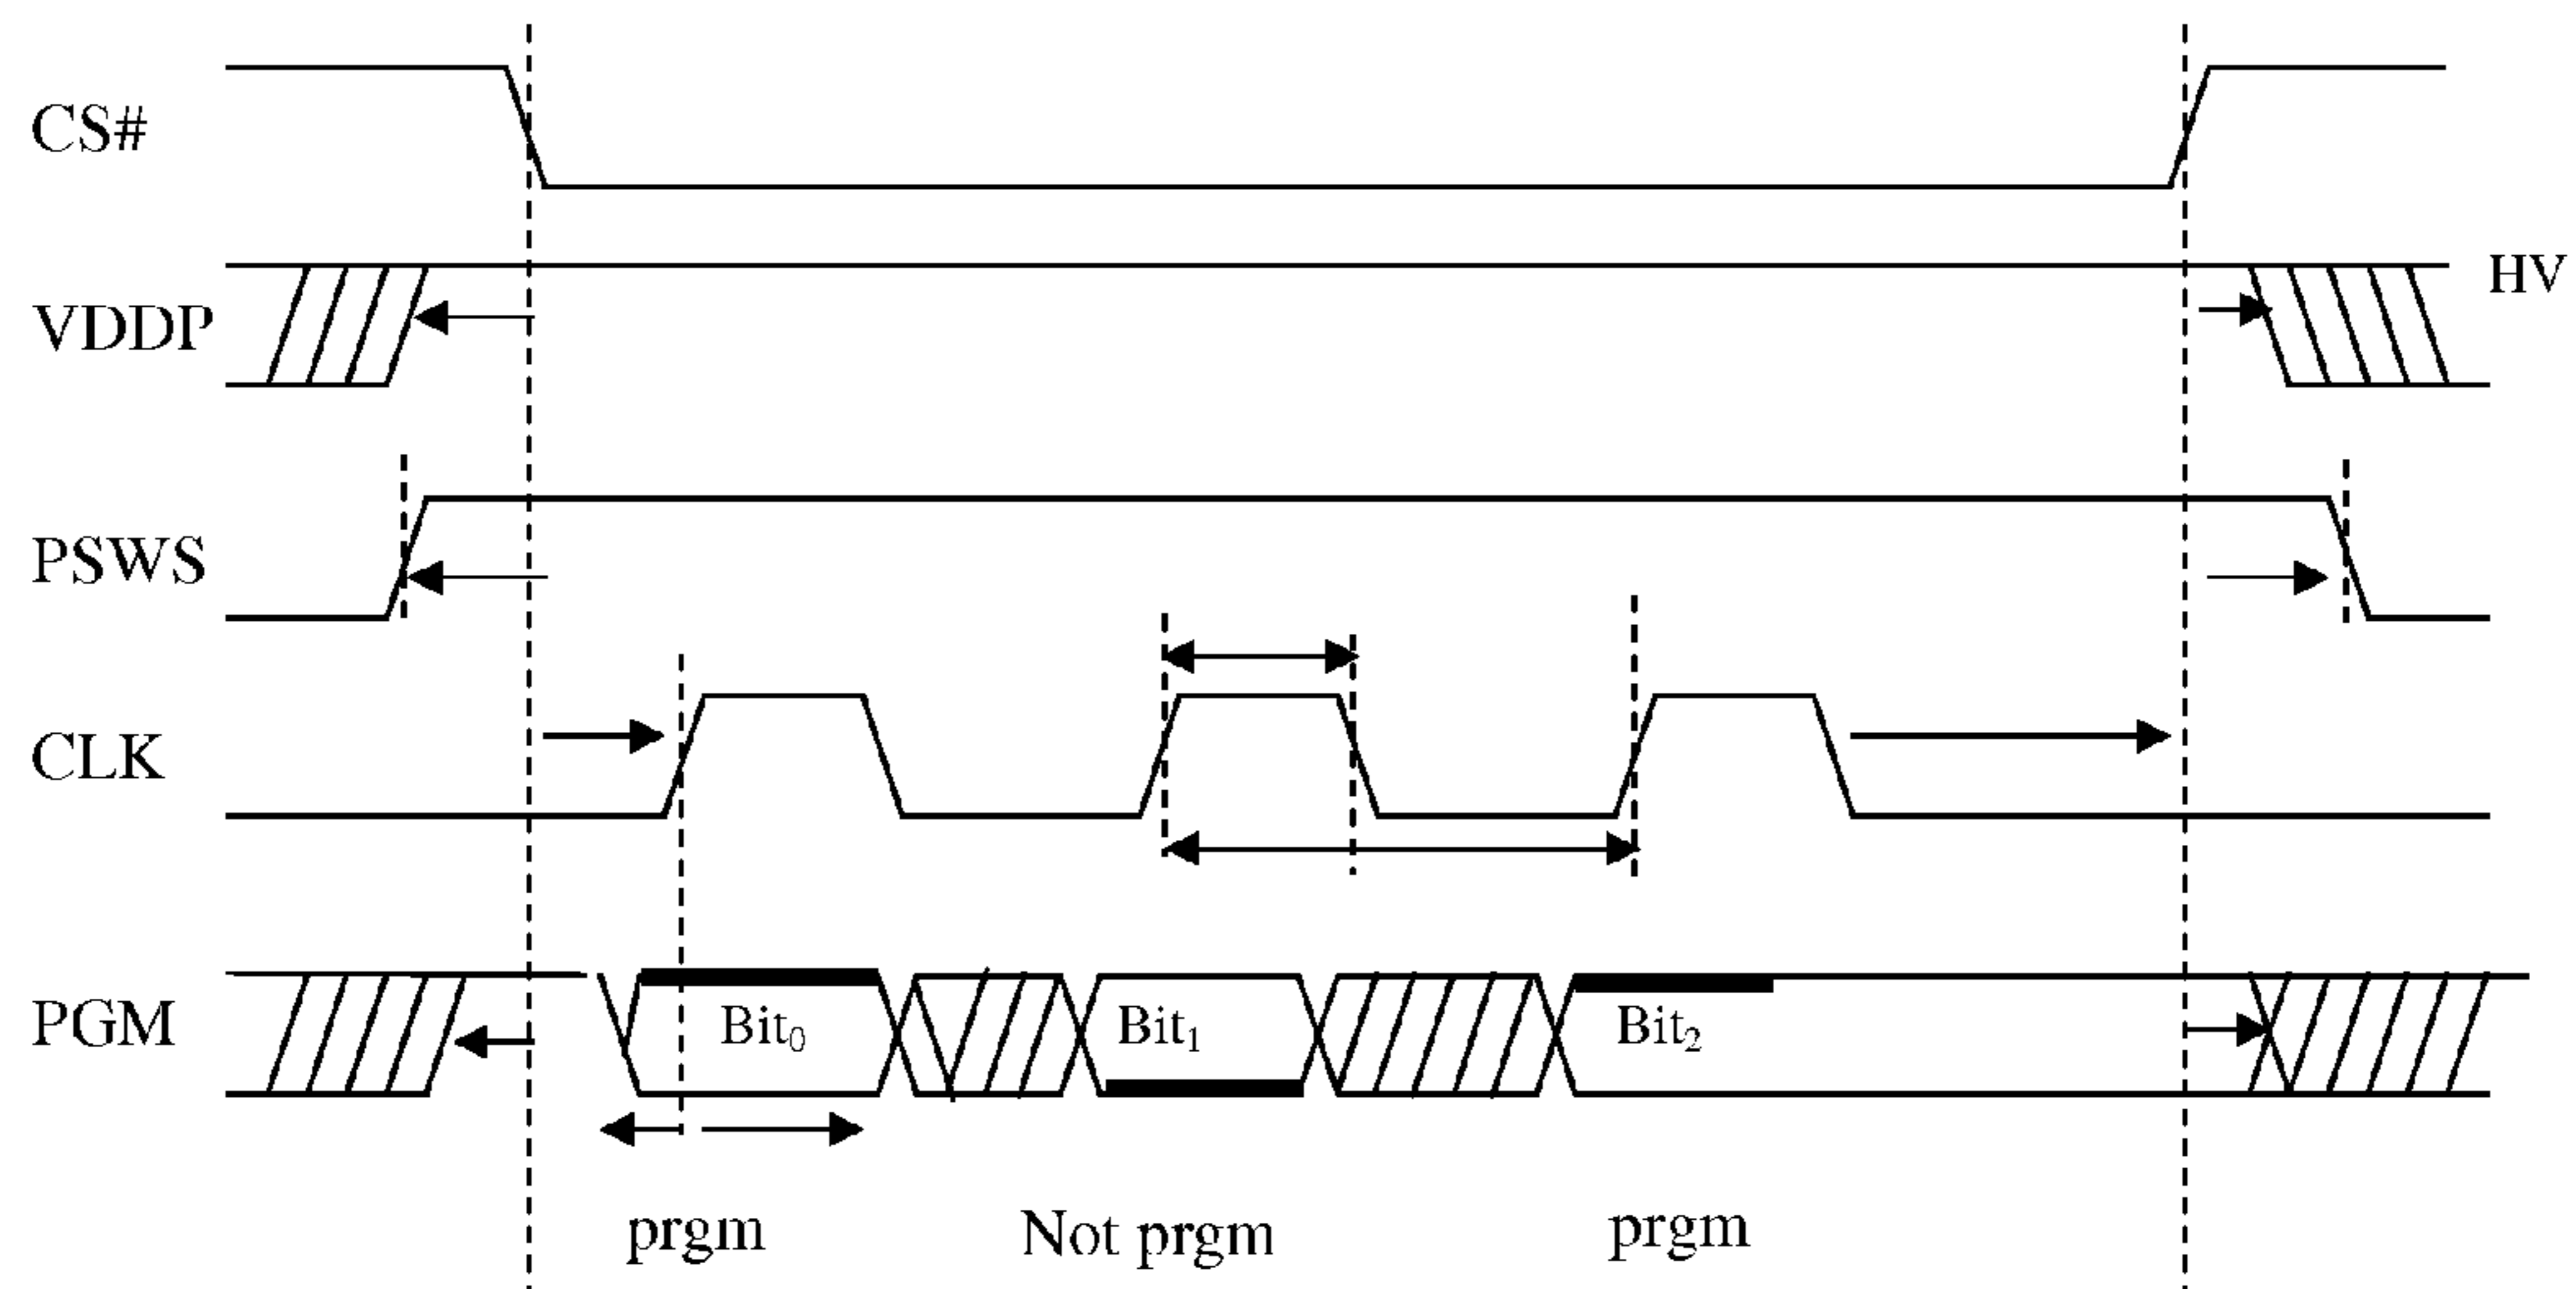 CS#
VDDP
HV
PSWS
CLK
PGM
Bit₀
Bit₁
Bit₂
prgm
Not prgm
prgm